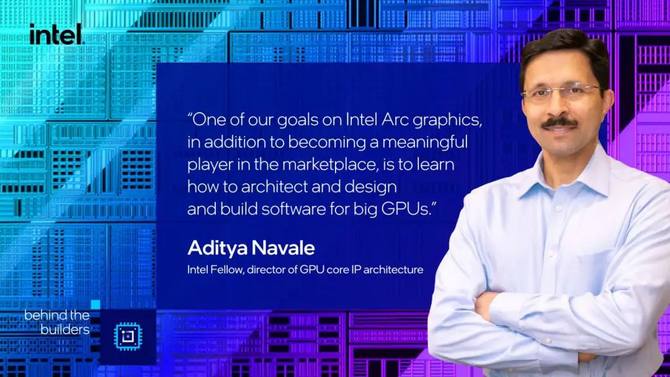 intel.
“One of our goals on Intel Arc graphics,
in addition to becoming a meaningful
player in the marketplace, is to learn
how to architect and design
and build software for big GPUs.”
Aditya Navale
Intel Fellow, director of GPU core IP architecture
behind the
builders